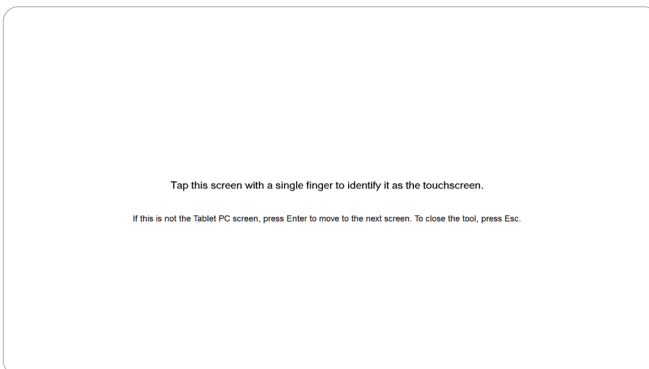 Tap this screen with a single finger to identify it as the touchscreen.
If this is not the Tablet PC screen, press Enter to move to the next screen. To close the tool, press Esc.